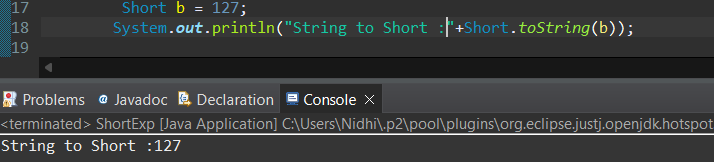 17 Short b = 127;
18 System.out.println("String to Short :"+Short.toString(b));
19
Problems @ Javadoc Declaration Console
<terminated> ShortExp [Java Application] C:\Users\Nidhi\.p2\pool\plugins\org.eclipse.justj.openjdk.hotspot
String to Short :127